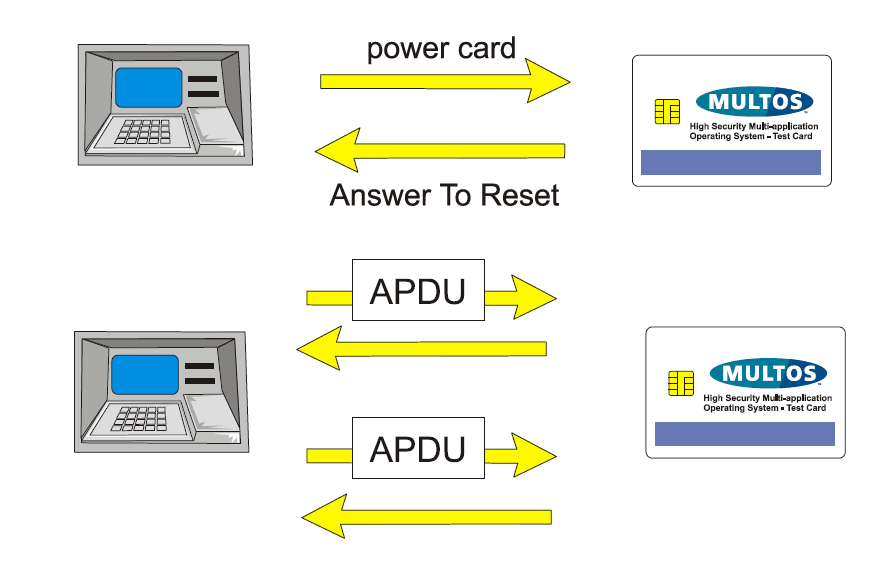 power card
MULTOS
High Security Multi-application
Operating System - Test Card
Answer To Reset
APDU
MULTOS
High Security Multi-application
Operating System - Test Card
APDU